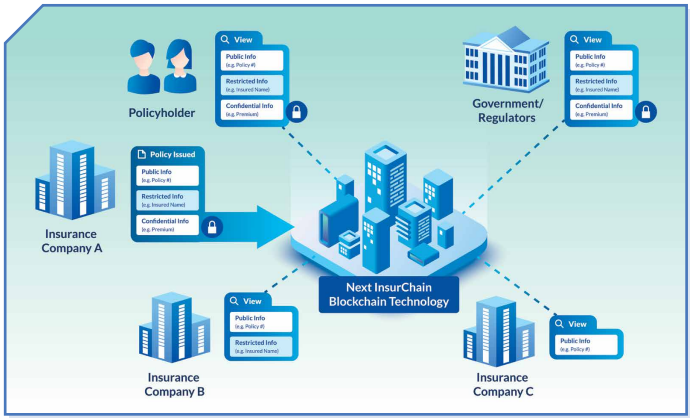 View
Public Info
(e.g. Policy #)
Restricted Info
(e.g. Insured Name)
Confidential Info
(e.g. Premium)
Policyholder
View
Public Info
(e.g. Policy #)
Restricted Info
(e.g. Insured Name)
Confidential Info
(e.g. Premium)
Government/
Regulators
Policy Issued
Public Info
(e.g. Policy #)
Restricted Info
(e.g. Insured Name)
Confidential Info
(e.g. Premium)
Insurance
Company A
Next InsurChain
Blockchain Technology
View
Public Info
(e.g. Policy #)
Restricted Info
(e.g. Insured Name)
Insurance
Company B
View
Public Info
(e.g. Policy #)
Insurance
Company C